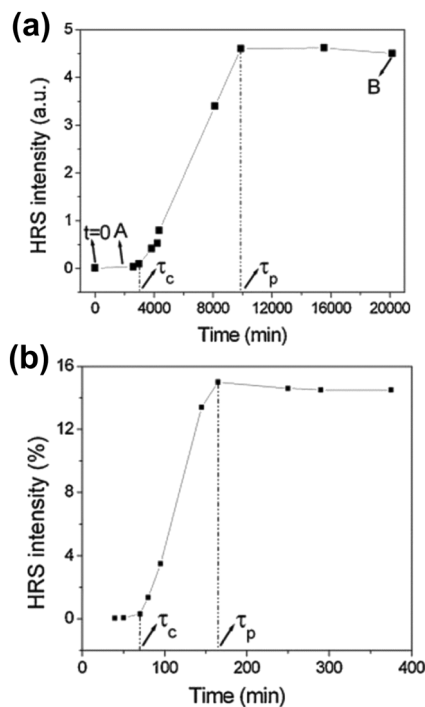 (a)
HRS intensity (a.u.)
5
4
3
2
1
0
t=0 A
B
τc
τp
0 4000 8000 12000 16000 20000
Time (min)
(b)
HRS intensity (%)
16
12
8
4
0
τc
τp
0 100 200 300 400
Time (min)